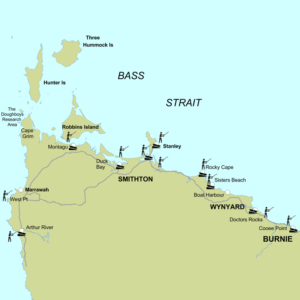 Three
Hummock Is
Hunter Is
BASS
STRAIT
The
Doughboys
Research
Area
Cape
Grim
Robbins Island
Montagu
Stanley
Duck
Bay
SMITHTON
Rocky Cape
Sisters Beach
Boat Harbour
Marrawah
West Pt
WYNYARD
Doctors Rocks
Arthur River
Cooee Point
BURNIE